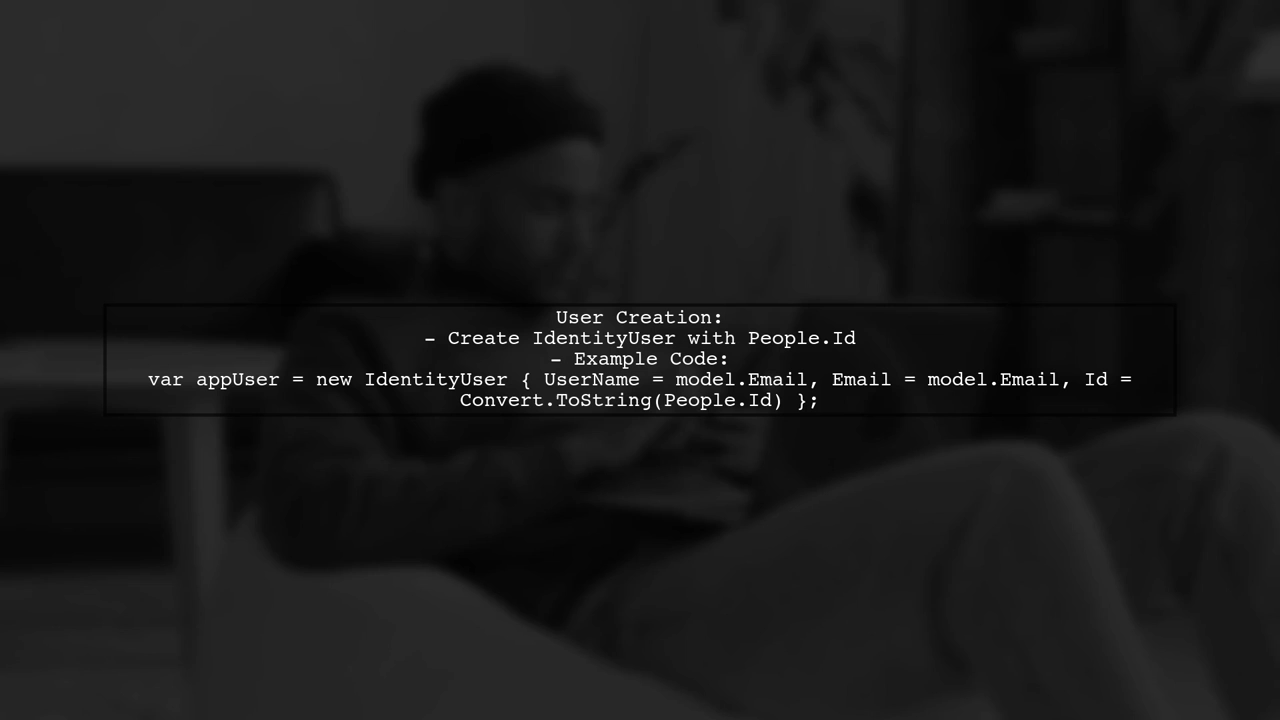 User Creation:
- Create IdentityUser with People.Id
- Example Code:
var appUser = new IdentityUser { UserName = model.Email, Email = model.Email, Id =
Convert.ToString(People.Id) };